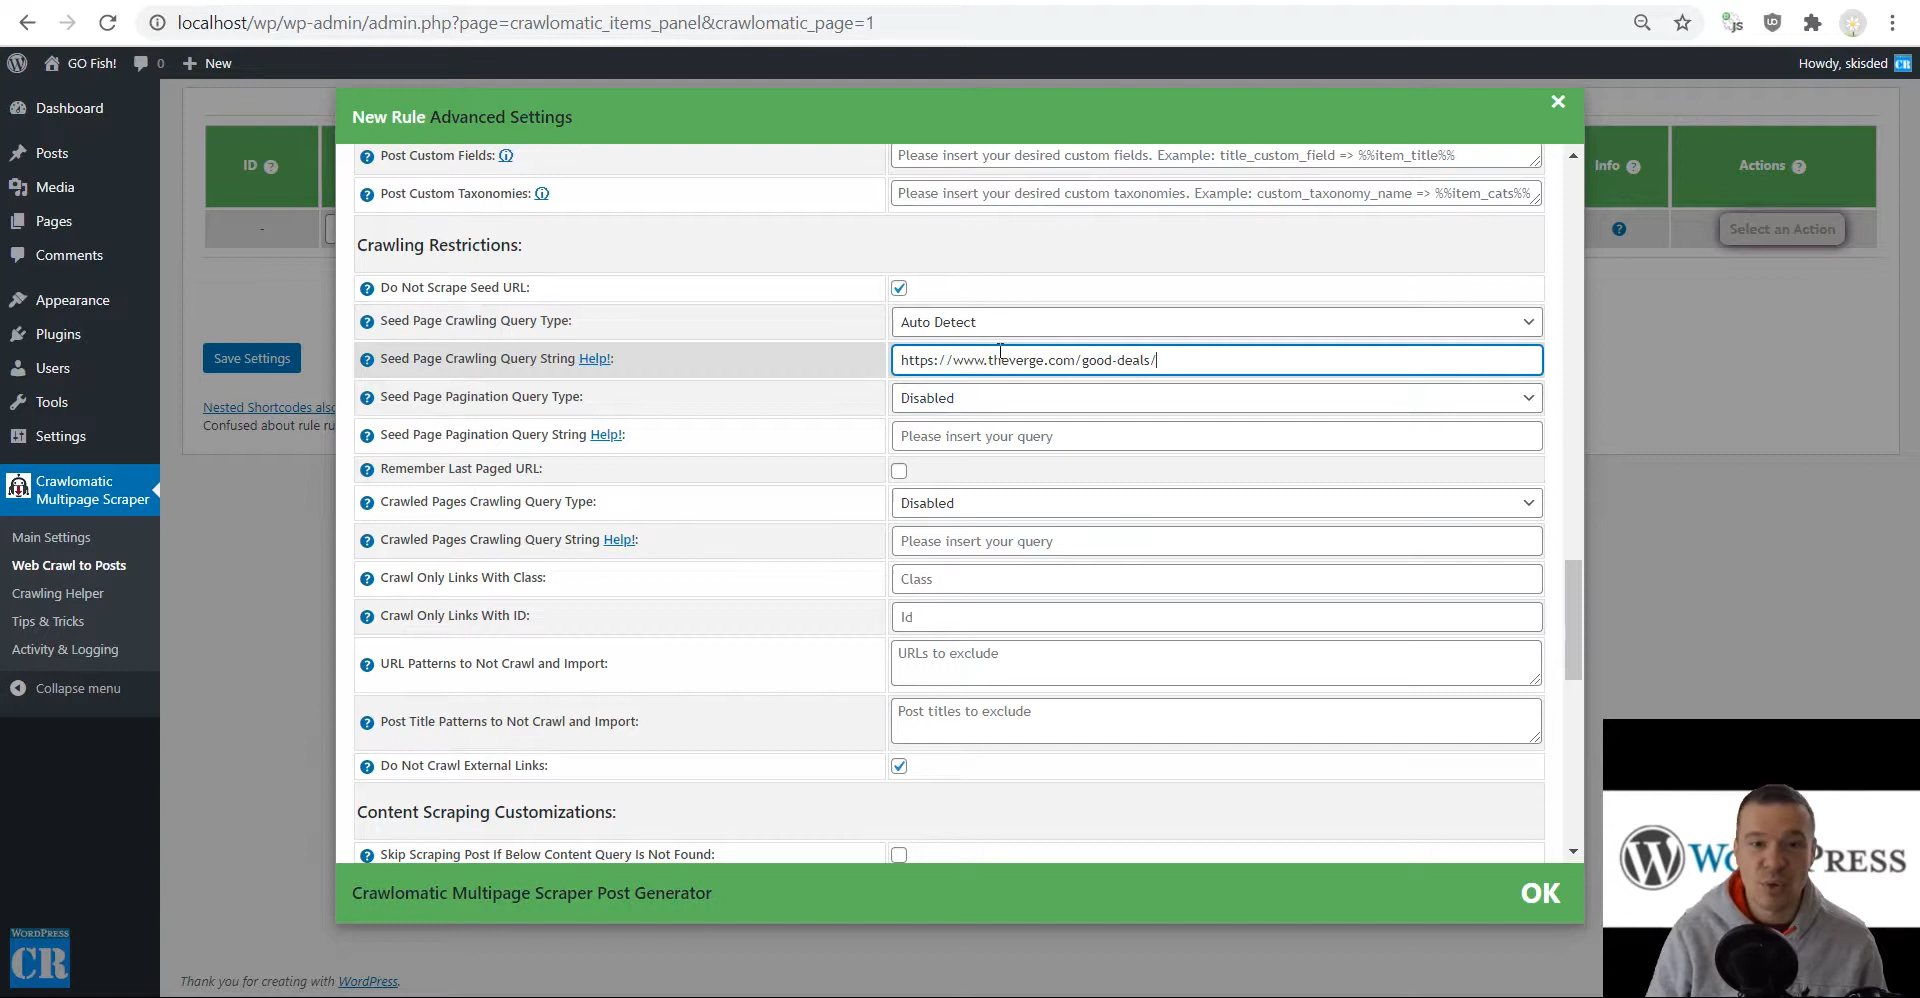 localhost/wp/wp-admin/admin.php?page=crawlomatic_items_panel&crawlomatic_page=1
GO Fish! 0 New
Howdy, skisded CR
Dashboard
Posts
Media
Pages
Comments
Appearance
Plugins
Users
Tools
Settings
Crawlomatic
Multipage Scraper
Main Settings
Web Crawl to Posts
Crawling Helper
Tips & Tricks
Activity & Logging
Collapse menu
WORDPRESS
CR
ID
-
Save Settings
Nested Shortcodes also
Confused about rule ru
Info
Actions
Select an Action
New Rule Advanced Settings
Post Custom Fields:
Please insert your desired custom fields. Example: title_custom_field => %%item_title%%
Post Custom Taxonomies:
Please insert your desired custom taxonomies. Example: custom_taxonomy_name => %%item_cats%%
Crawling Restrictions:
Do Not Scrape Seed URL:
Seed Page Crawling Query Type:
Auto Detect
Seed Page Crawling Query String Help!:
https://www.theverge.com/good-deals/
Seed Page Pagination Query Type:
Disabled
Seed Page Pagination Query String Help!:
Please insert your query
Remember Last Paged URL:
Crawled Pages Crawling Query Type:
Disabled
Crawled Pages Crawling Query String Help!:
Please insert your query
Crawl Only Links With Class:
Class
Crawl Only Links With ID:
Id
URL Patterns to Not Crawl and Import:
URLs to exclude
Post Title Patterns to Not Crawl and Import:
Post titles to exclude
Do Not Crawl External Links:
Content Scraping Customizations:
Skip Scraping Post If Below Content Query Is Not Found:
Crawlomatic Multipage Scraper Post Generator
OK
Thank you for creating with WordPress.